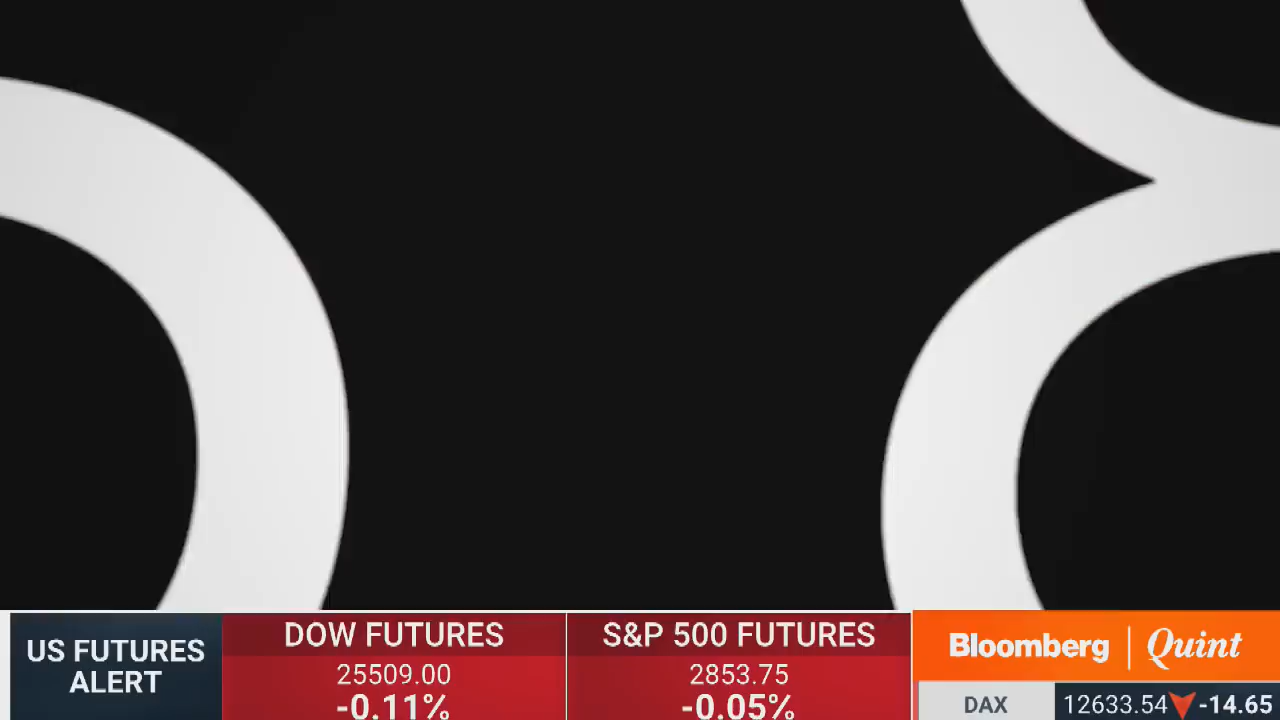 US FUTURES
ALERT
DOW FUTURES
25509.00
-0.11%
S&P 500 FUTURES
2853.75
-0.05%
Bloomberg | Quint
DAX 12633.54 -14.65